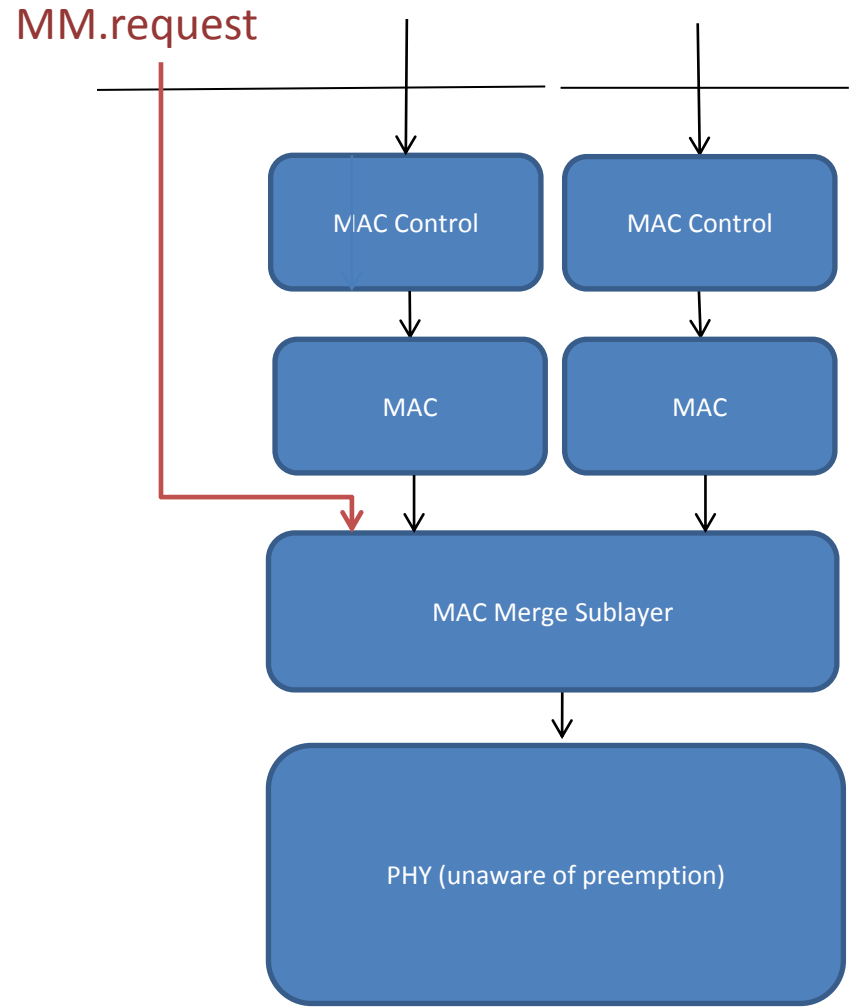 MM.request
MAC Control
MAC Control
MAC
MAC
MAC Merge Sublayer
PHY (unaware of preemption)